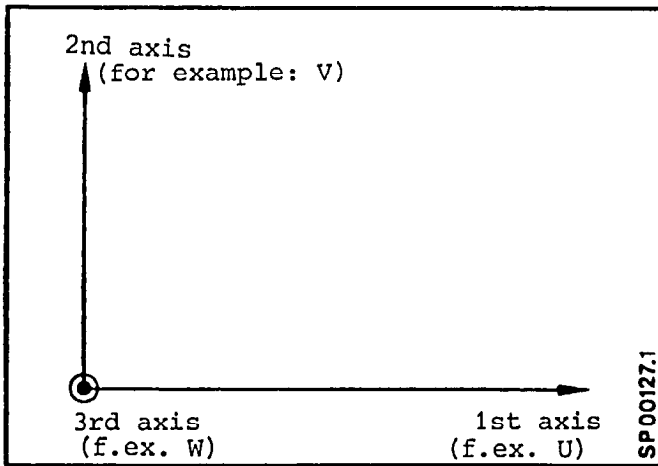 2nd axis
(for example: V)
3rd axis
(f.ex. W)
1st axis
(f.ex. U)
SP00127.1